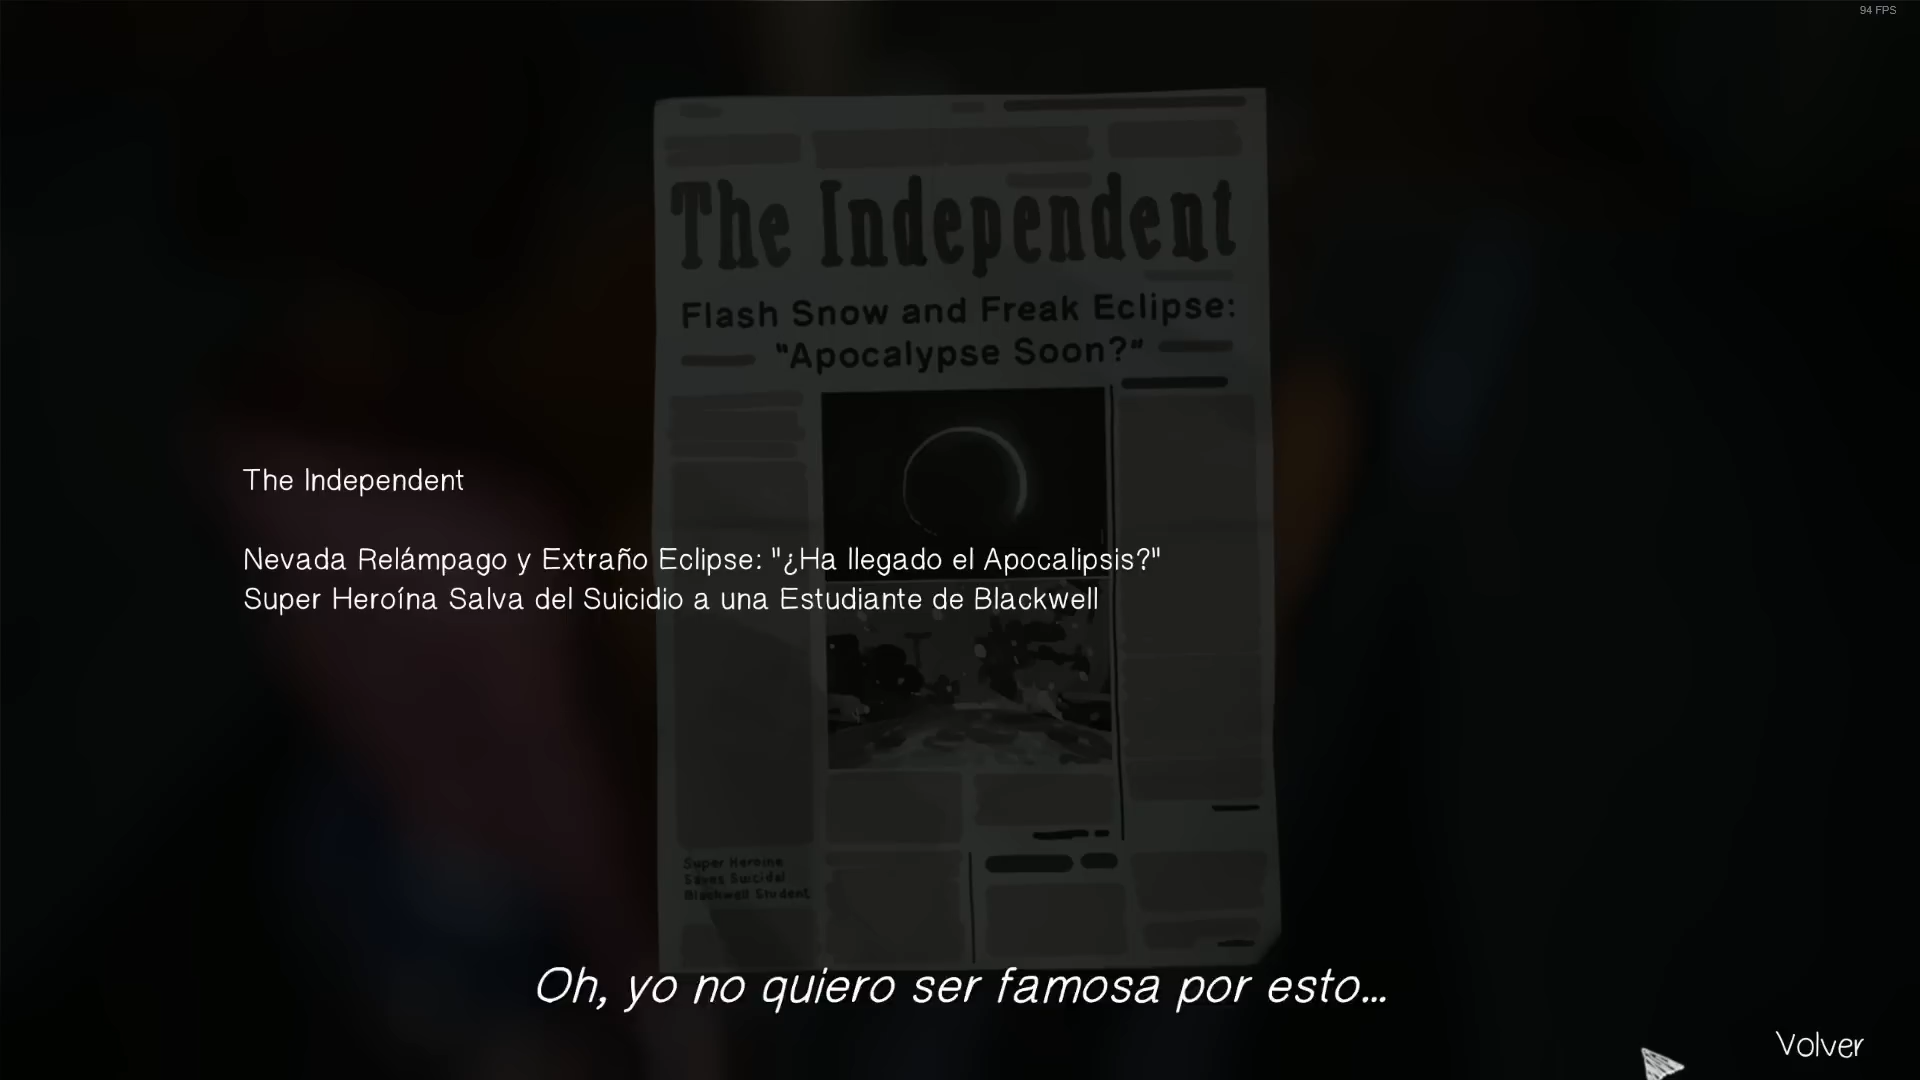 94 FPS
The Independent
Flash Snow and Freak Eclipse:
"Apocalypse Soon?"
The Independent
Nevada Relámpago y Extraño Eclipse: "¿Ha llegado el Apocalipsis?"
Super Heroína Salva del Suicidio a una Estudiante de Blackwell
Super Heroine
Saves Suicidal
Blackwell Student
Oh, yo no quiero ser famosa por esto...
Volver